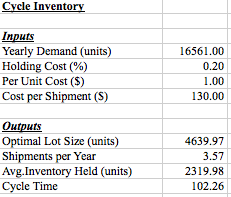 Cycle Inventory
Inputs
Yearly Demand (units) 16561.00
Holding Cost (%) 0.20
Per Unit Cost ($) 1.00
Cost per Shipment ($) 130.00
Outputs
Optimal Lot Size (units) 4639.97
Shipments per Year 3.57
Avg.Inventory Held (units) 2319.98
Cycle Time 102.26